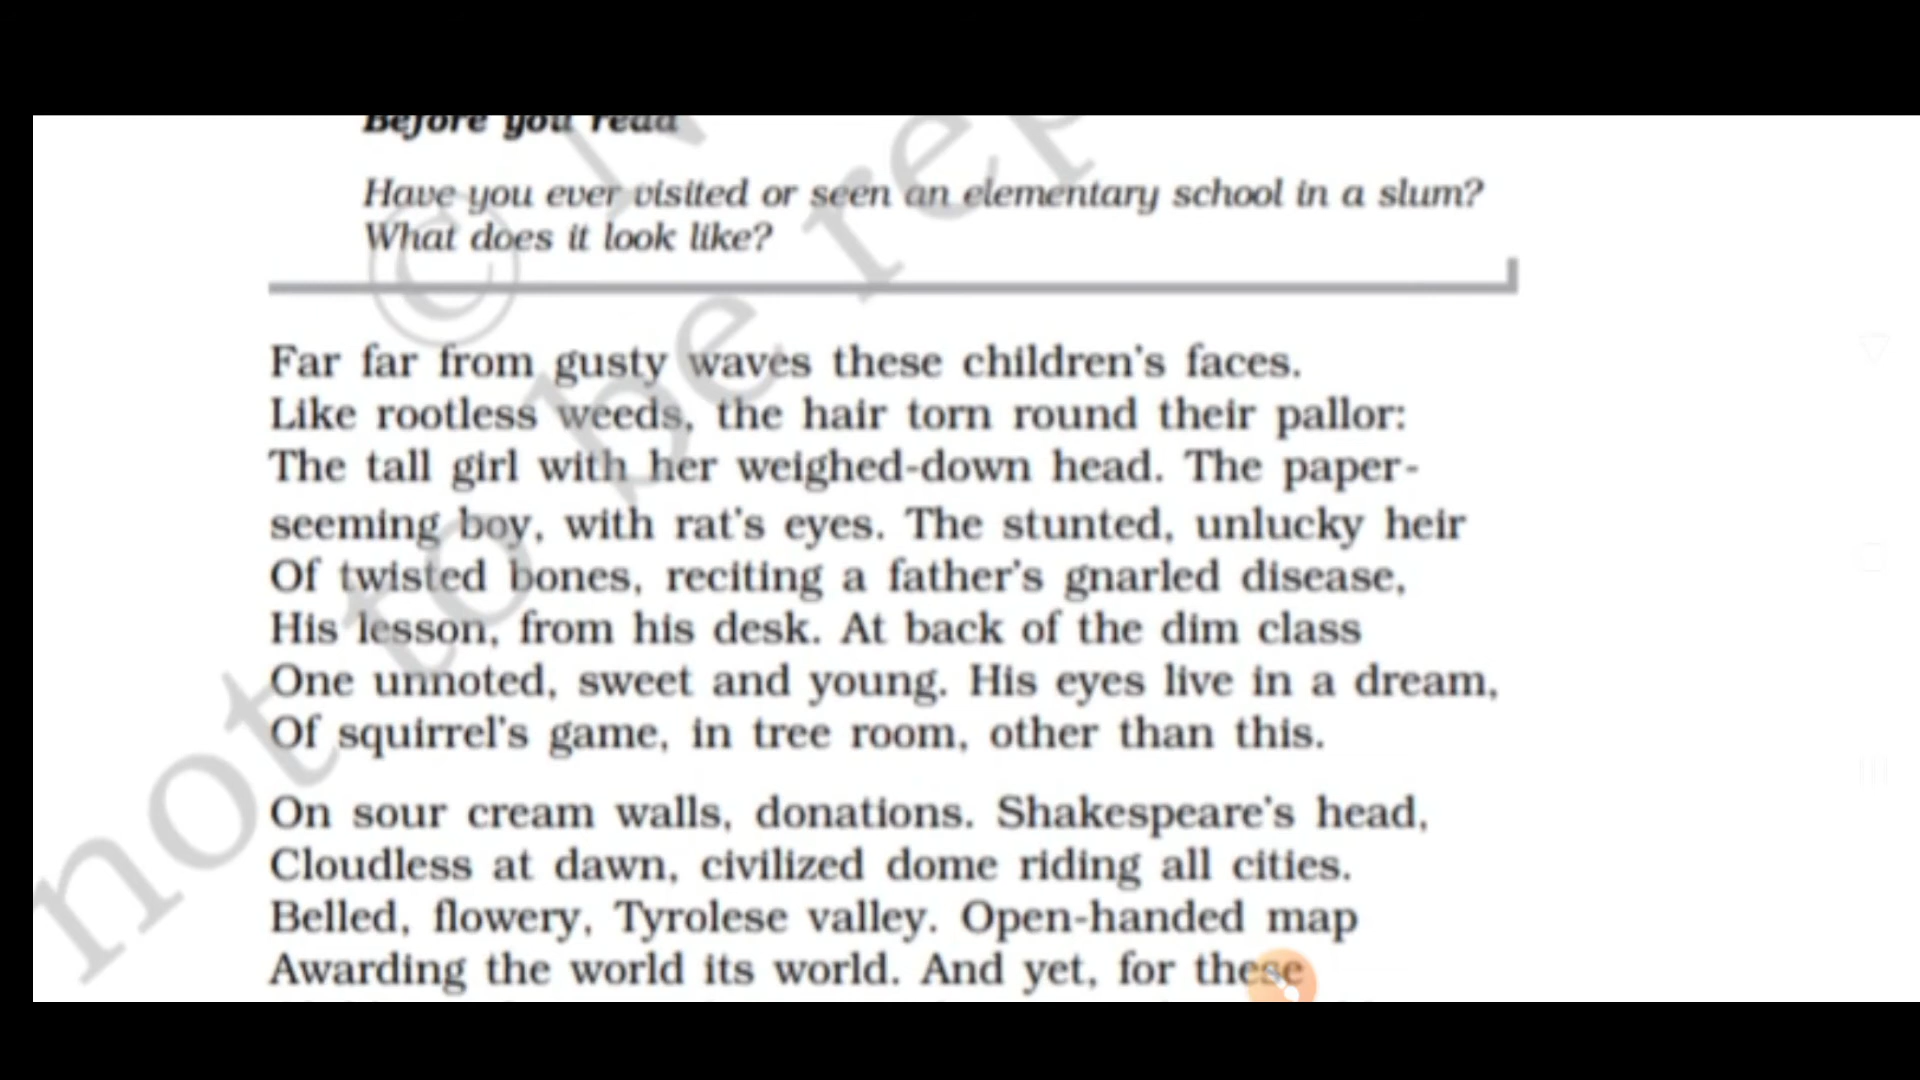 Before you read
Have you ever visited or seen an elementary school in a slum?
What does it look like?
Far far from gusty waves these children's faces.
Like rootless weeds, the hair torn round their pallor:
The tall girl with her weighed-down head. The paper-
seeming boy, with rat's eyes. The stunted, unlucky heir
Of twisted bones, reciting a father's gnarled disease,
His lesson, from his desk. At back of the dim class
One unnoted, sweet and young. His eyes live in a dream,
Of squirrel's game, in tree room, other than this.
On sour cream walls, donations. Shakespeare's head,
Cloudless at dawn, civilized dome riding all cities.
Belled, flowery, Tyrolese valley. Open-handed map
Awarding the world its world. And yet, for these
© N
not to be rep